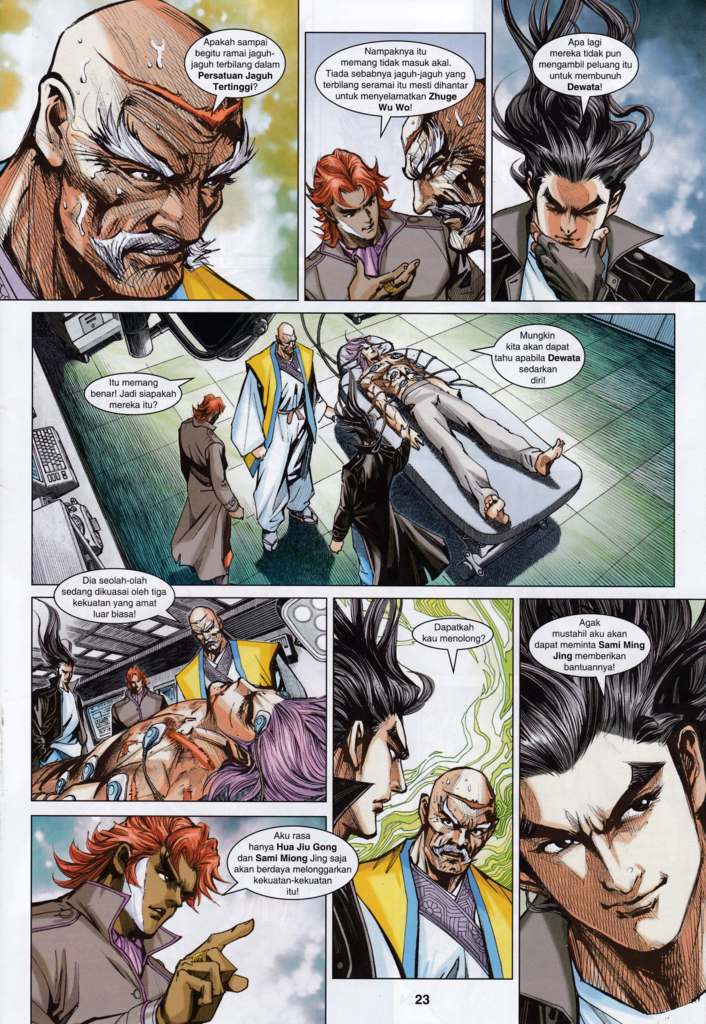 Apakah sampai
begitu ramai jaguh-
jaguh terbilang dalam
Persatuan Jaguh
Tertinggi?
Nampaknya itu
memang tidak masuk akal.
Tiada sebabnya jaguh-jaguh yang
terbilang seramai itu mesti dihantar
untuk menyelamatkan Zhuge
Wu Wo!
Apa lagi
mereka tidak pun
mengambil peluang itu
untuk membunuh
Dewata!
Itu memang
benar! Jadi siapakah
mereka itu?
Mungkin
kita akan dapat
tahu apabila Dewata
sedarkan
diri!
Dia seolah-olah
sedang dikuasai oleh tiga
kekuatan yang amat
luar biasa!
Dapatkah
kau menolong?
Agak
mustahil aku akan
dapat meminta Sami Ming
Jing memberikan
bantuannya!
Aku rasa
hanya Hua Jiu Gong
dan Sami Miong Jing saja
akan berdaya melonggarkan
kekuatan-kekuatan
itu!
23